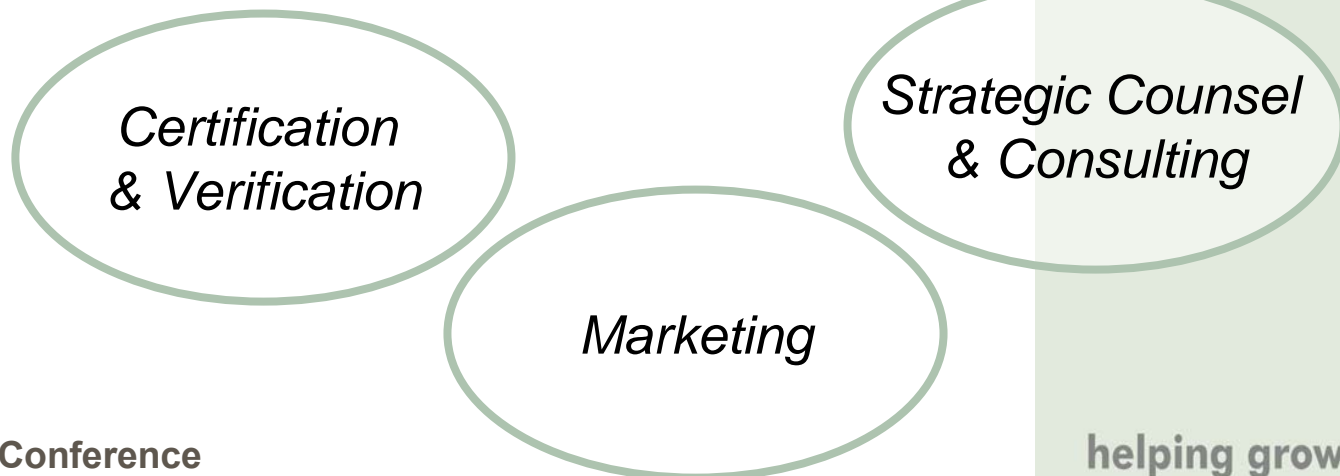 Certification
& Verification
Strategic Counsel
& Consulting
Marketing
Conference
helping grow